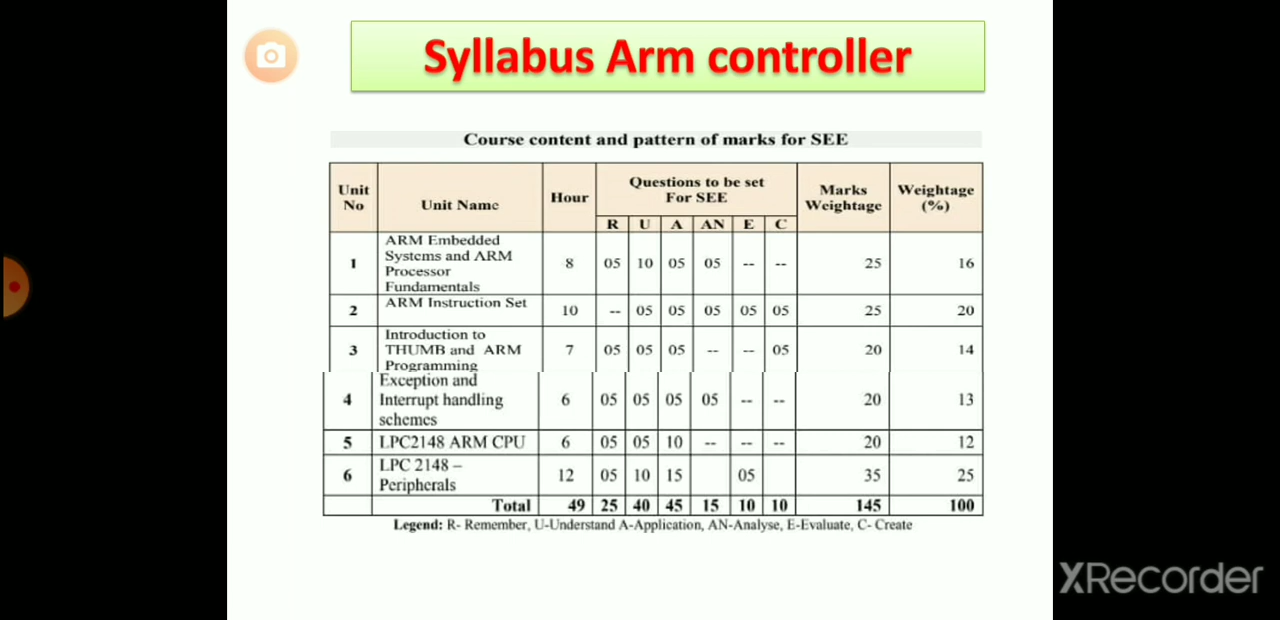 Syllabus Arm controller
Course content and pattern of marks for SEE
Unit No Unit Name Hour Questions to be set For SEE Marks Weightage Weightage (%)
R U A AN E C
1 ARM Embedded Systems and ARM Processor Fundamentals 8 05 10 05 05 -- -- 25 16
2 ARM Instruction Set 10 -- 05 05 05 05 05 25 20
3 Introduction to THUMB and ARM Programming 7 05 05 05 -- -- 05 20 14
4 Exception and Interrupt handling schemes 6 05 05 05 05 -- -- 20 13
5 LPC2148 ARM CPU 6 05 05 10 -- -- -- 20 12
6 LPC 2148 – Peripherals 12 05 10 15 05 35 25
Total 49 25 40 45 15 10 10 145 100
Legend: R- Remember, U-Understand A-Application, AN-Analyse, E-Evaluate, C- Create
XRecorder